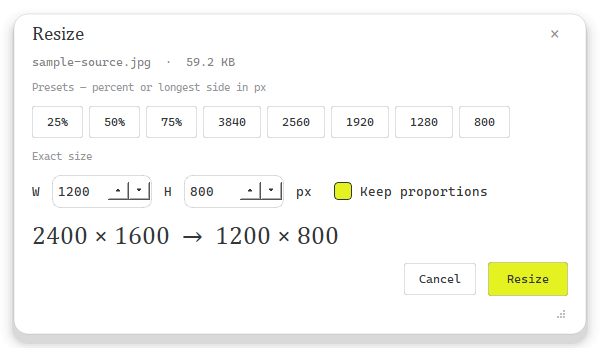 Resize ×
sample-source.jpg · 59.2 KB
Presets — percent or longest side in px
25% 50% 75% 3840 2560 1920 1280 800
Exact size
W 1200 H 800 px Keep proportions
2400 × 1600 → 1200 × 800
Cancel Resize